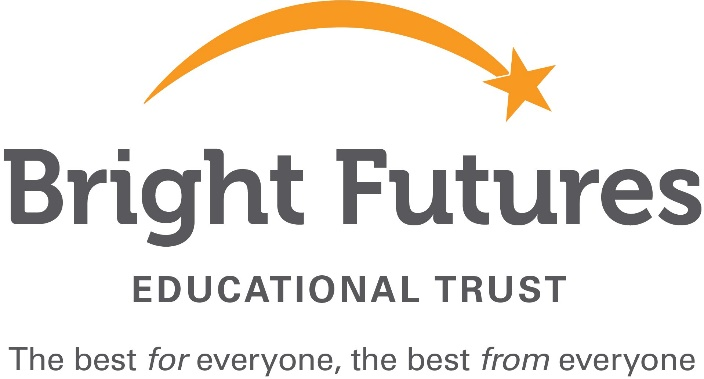 Bright Futures
EDUCATIONAL TRUST
The best for everyone, the best from everyone